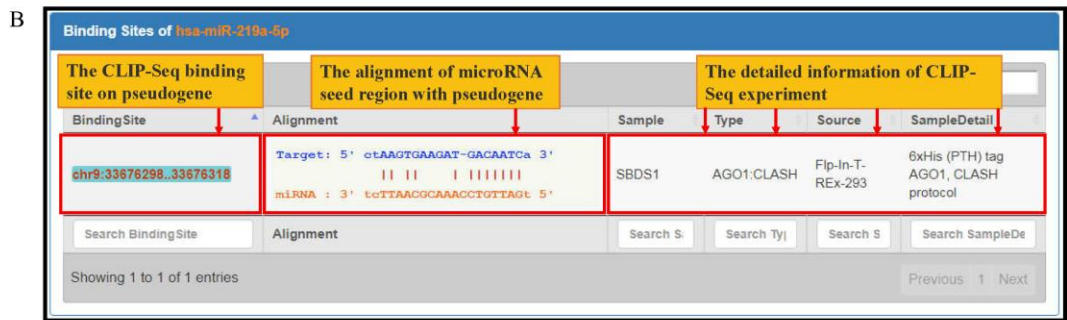 B
Binding Sites of hsa-miR-219a-5p
The CLIP-Seq binding
site on pseudogene
The alignment of microRNA
seed region with pseudogene
The detailed information of CLIP-
Seq experiment
BindingSite
Alignment
Sample
Type
Source
SampleDetail
chr9:33676298..33676318
Target: 5' ctAAGTGAAGAT-GACAATCa 3'
|| || | |||||||
miRNA : 3' tcTTAACGCAAACCTGTTAGt 5'
SBDS1
AGO1:CLASH
Flp-In-T-
REx-293
6xHis (PTH) tag
AGO1, CLASH
protocol
Search BindingSite
Alignment
Search S
Search Ty
Search S
Search SampleDe
Showing 1 to 1 of 1 entries
Previous 1 Next